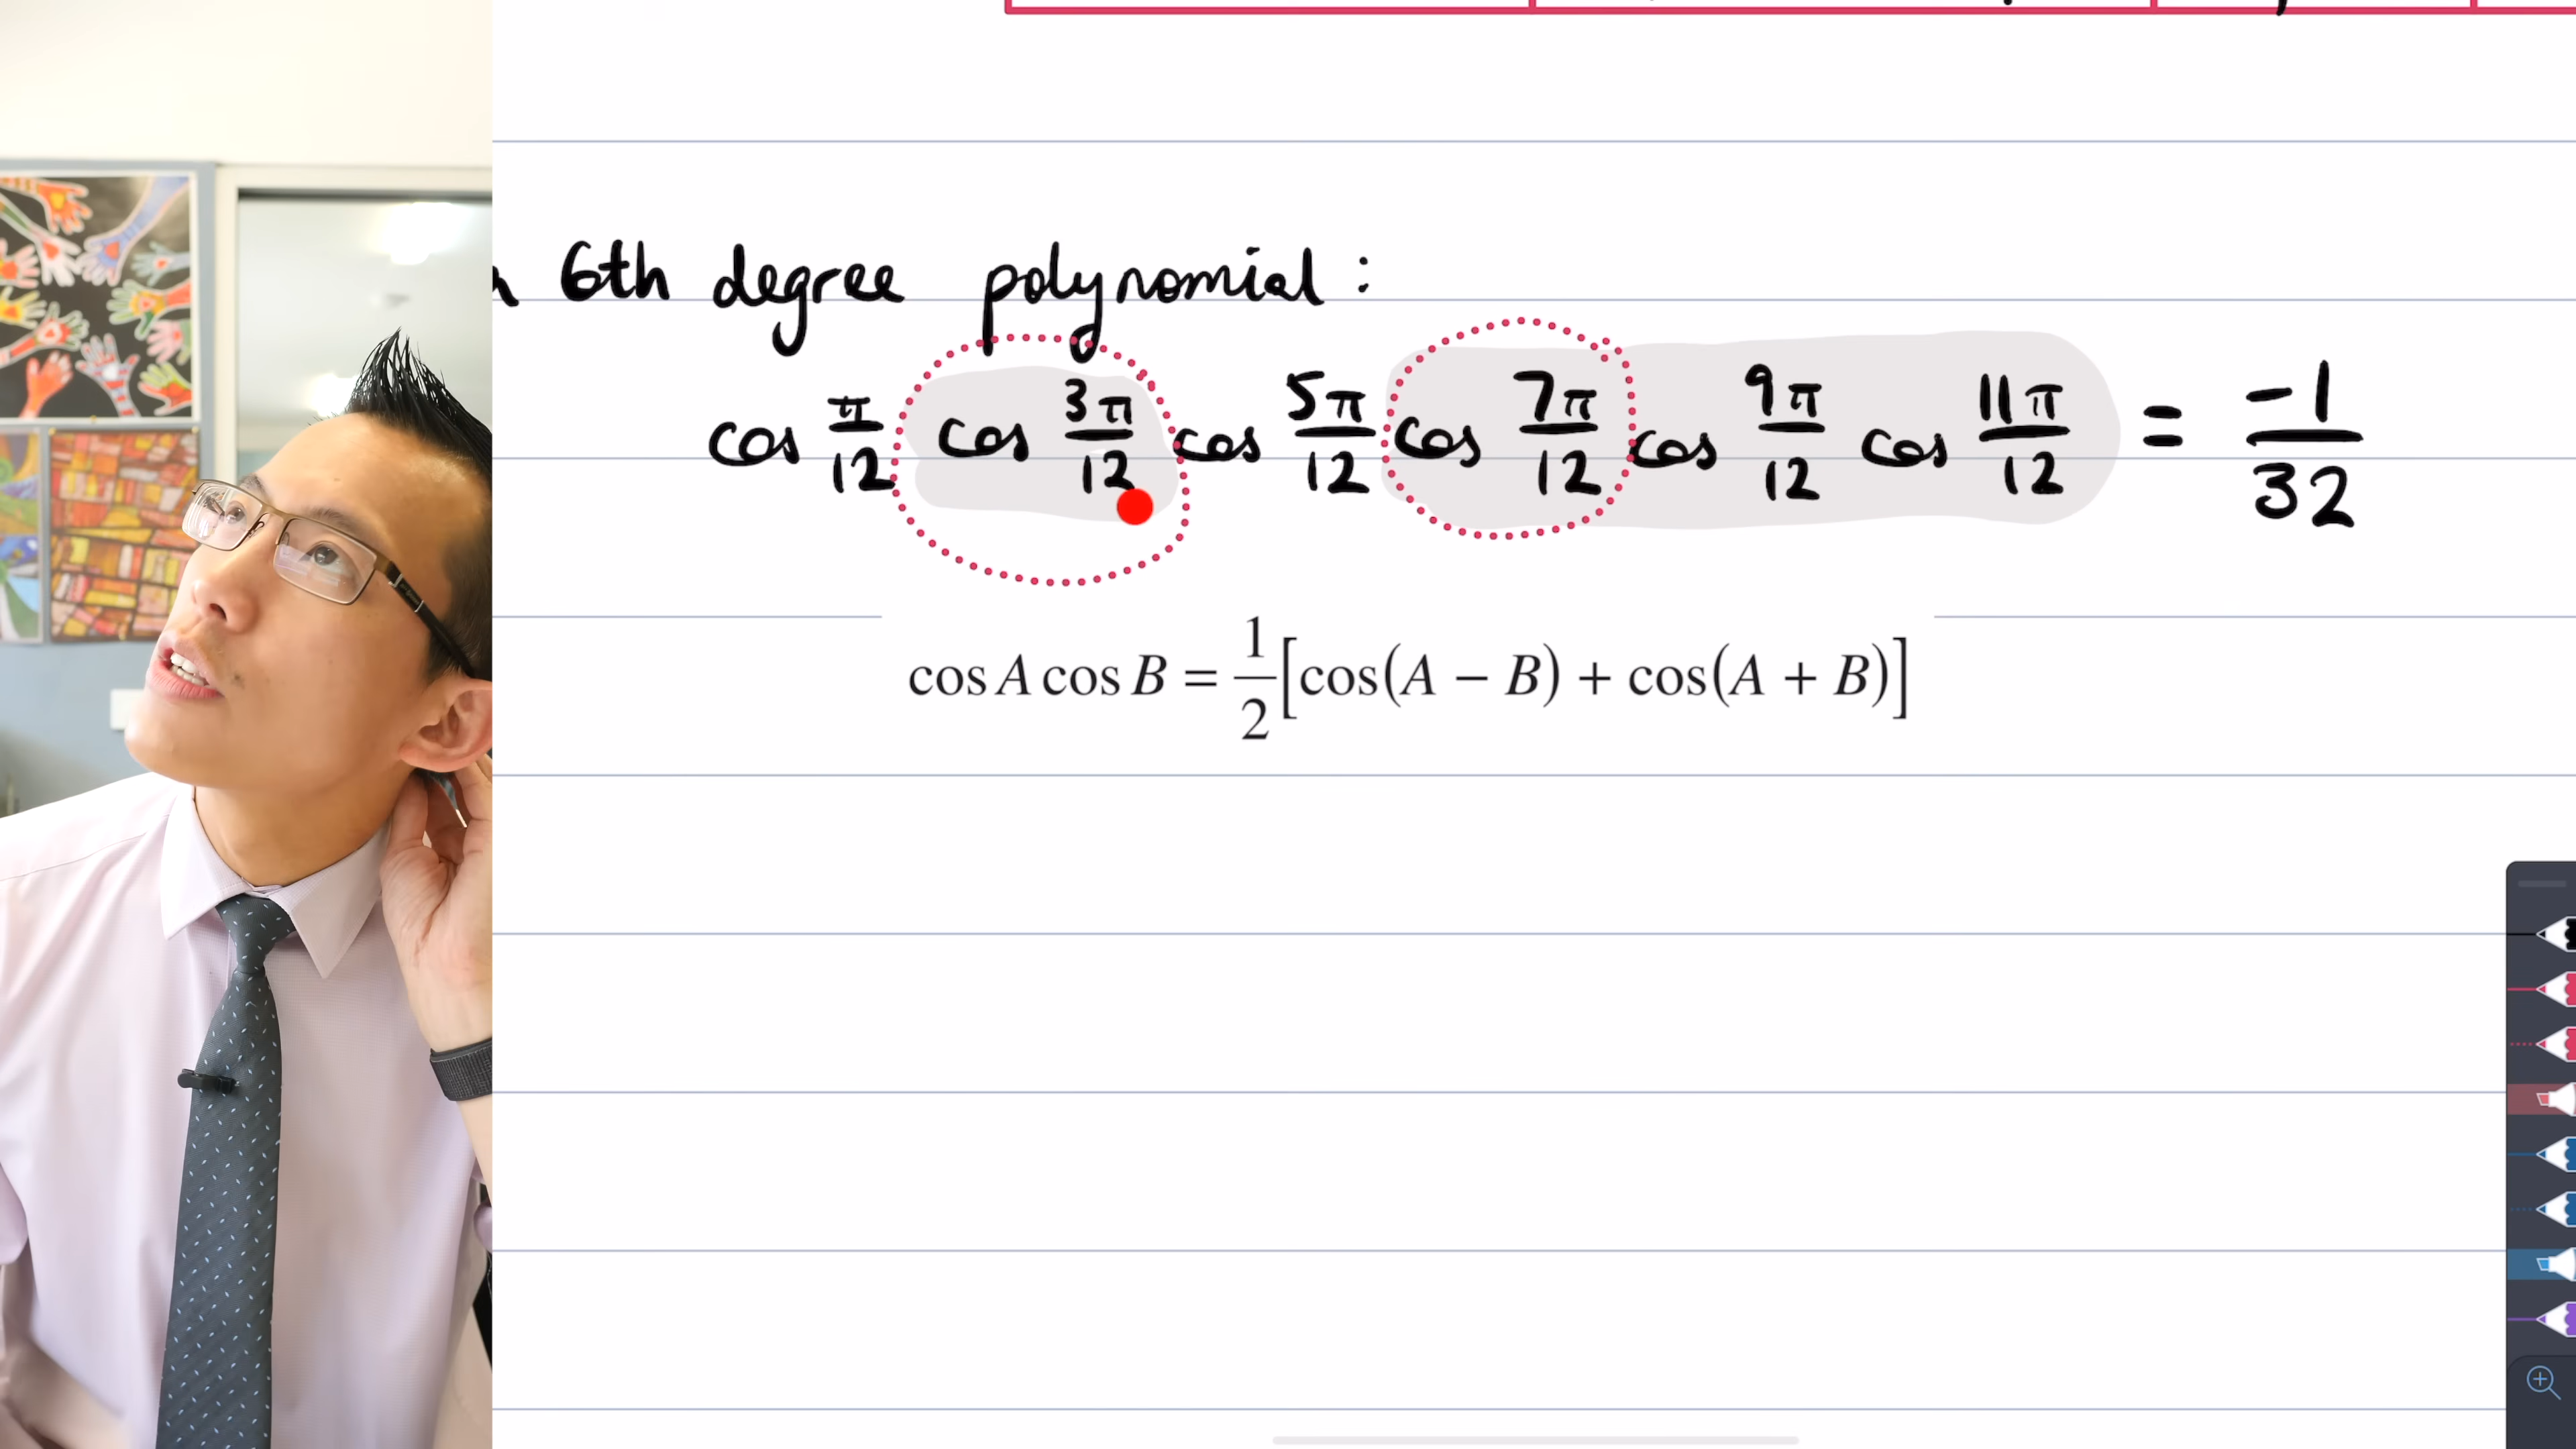 6th degree polynomial :
cos π/12 cos 3π/12 cos 5π/12 cos 7π/12 cos 9π/12 cos 11π/12 = -1/32
cos A cos B = 1/2 [cos(A − B) + cos(A + B)]